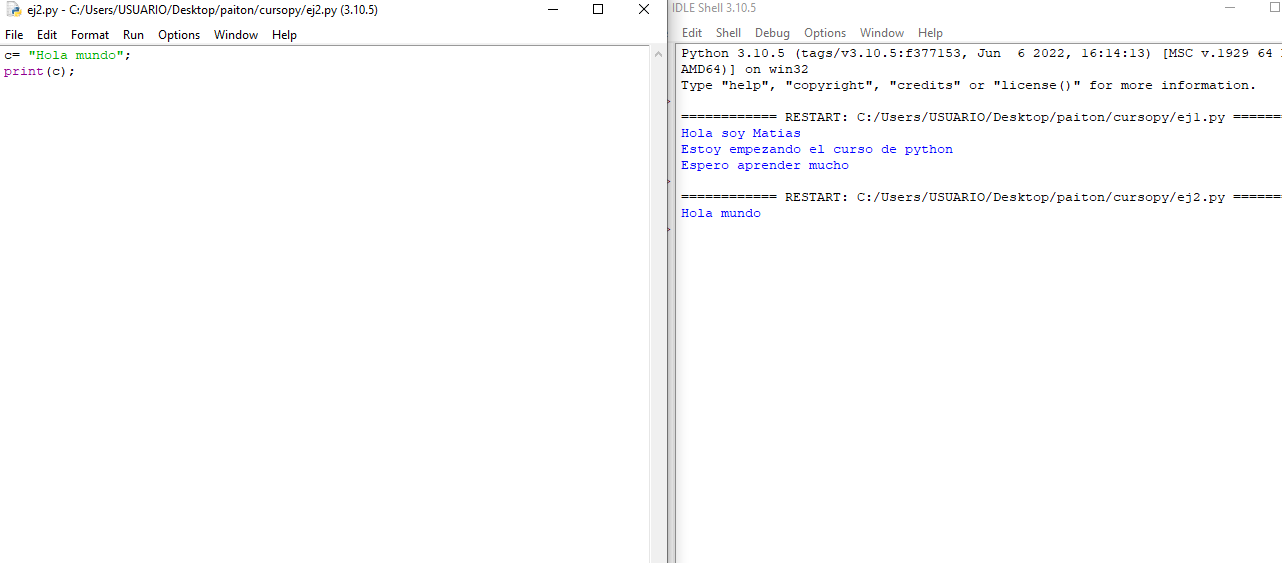 ej2.py - C:/Users/USUARIO/Desktop/paiton/cursopy/ej2.py (3.10.5)
File Edit Format Run Options Window Help
c= "Hola mundo";
print(c);
IDLE Shell 3.10.5
Edit Shell Debug Options Window Help
Python 3.10.5 (tags/v3.10.5:f377153, Jun  6 2022, 16:14:13) [MSC v.1929 64
AMD64)] on win32
Type "help", "copyright", "credits" or "license()" for more information.
============ RESTART: C:/Users/USUARIO/Desktop/paiton/cursopy/ej1.py ======
Hola soy Matias
Estoy empezando el curso de python
Espero aprender mucho
============ RESTART: C:/Users/USUARIO/Desktop/paiton/cursopy/ej2.py ======
Hola mundo